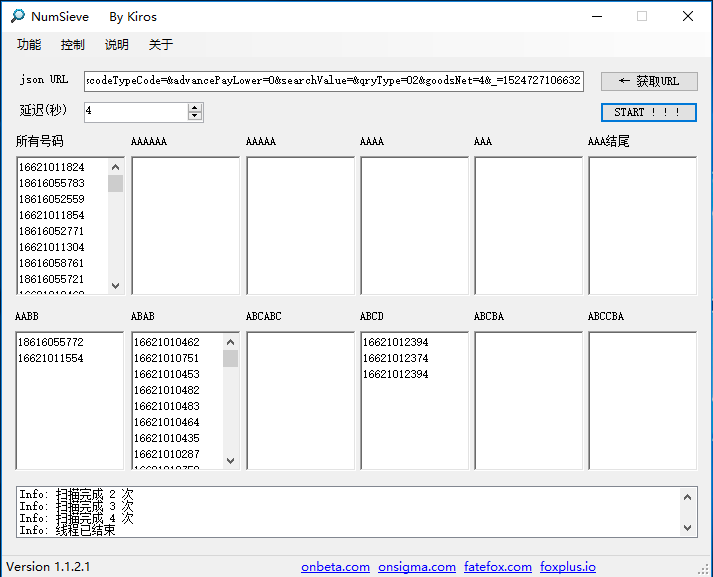 NumSieve By Kiros
功能 控制 说明 关于
json URL
scodeTypeCode=&advancePayLower=0&searchValue=&qryType=02&goodsNet=4&_=1524727106632
← 获取URL
延迟(秒)
4
START ! ! !
所有号码 AAAAAA AAAAA AAAA AAA AAA结尾
16621011824
18616055783
18616052559
16621011854
18616052771
16621011304
18616058761
18616055721
AABB ABAB ABCABC ABCD ABCBA ABCCBA
18616055772
16621011554
16621010462
16621010751
16621010453
16621010482
16621010483
16621010464
16621010435
16621010287
16621012394
16621012374
16621012394
Info: 扫描完成 2 次
Info: 扫描完成 3 次
Info: 扫描完成 4 次
Info: 线程已结束
Version 1.1.2.1
onbeta.com onsigma.com fatefox.com foxplus.io